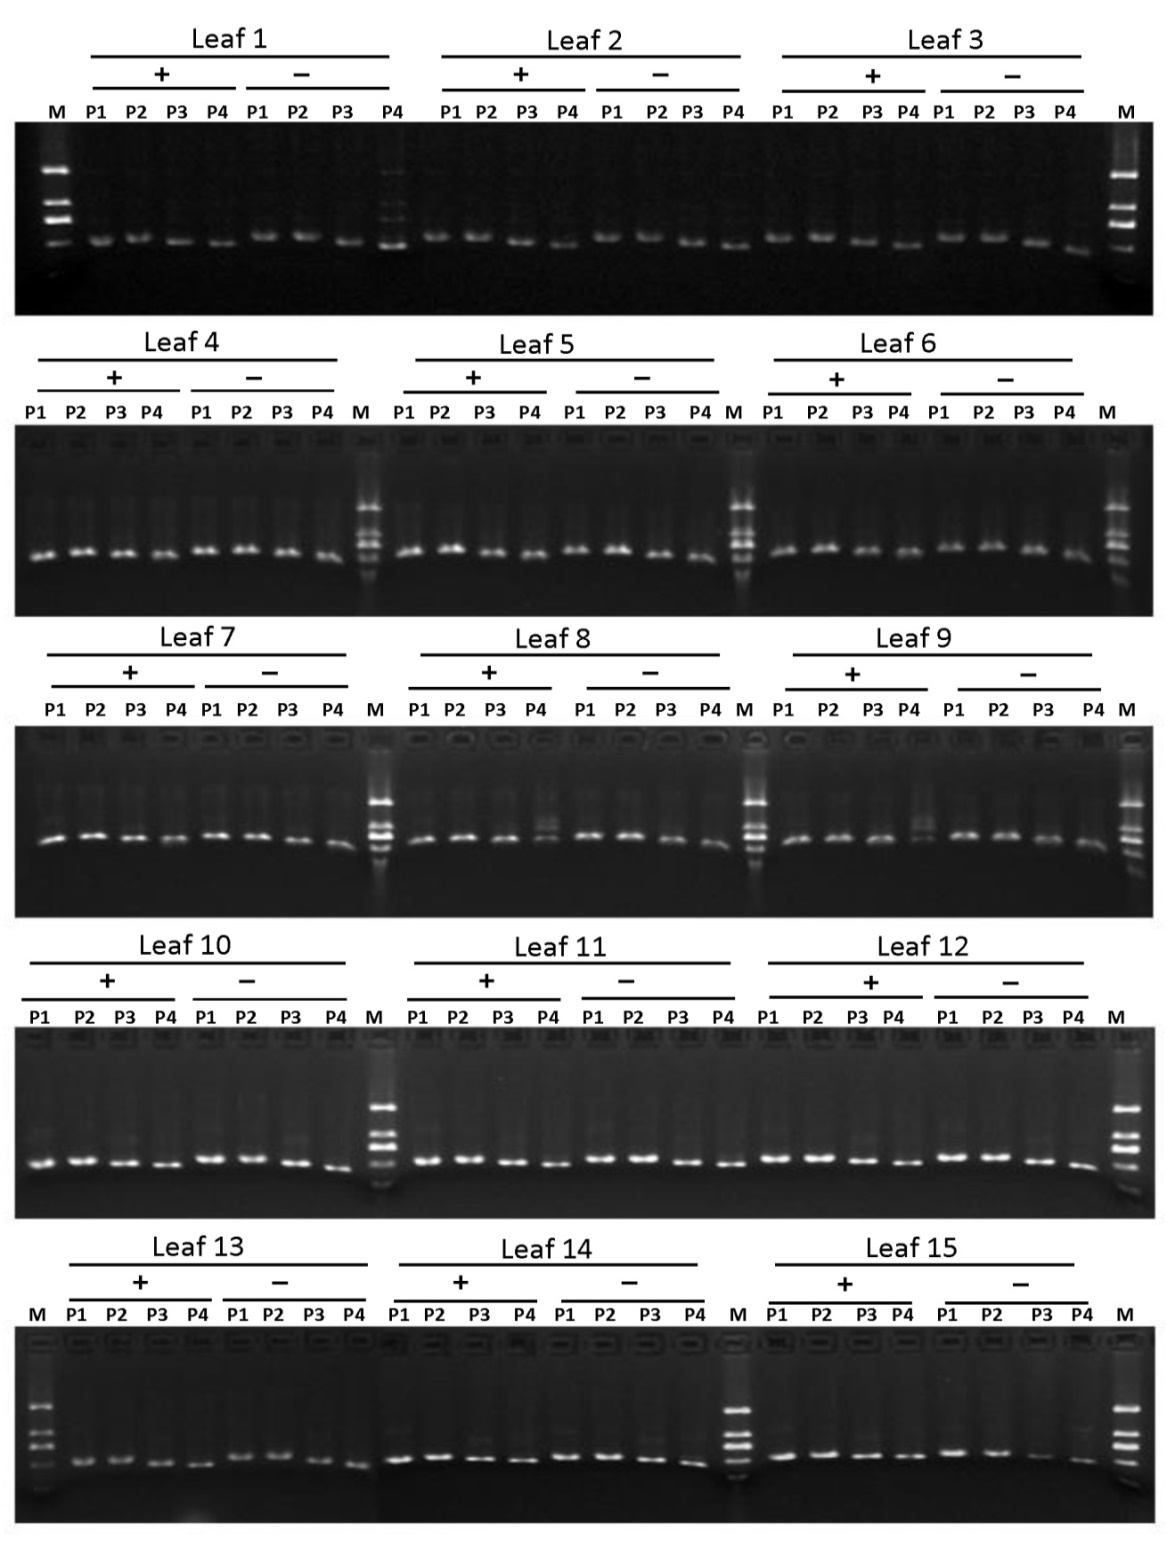 Leaf 1 Leaf 2 Leaf 3
+ − + − + −
M P1 P2 P3 P4 P1 P2 P3 P4 P1 P2 P3 P4 P1 P2 P3 P4 P1 P2 P3 P4 P1 P2 P3 P4 M
Leaf 4 Leaf 5 Leaf 6
+ − + − + −
P1 P2 P3 P4 P1 P2 P3 P4 M P1 P2 P3 P4 P1 P2 P3 P4 M P1 P2 P3 P4 P1 P2 P3 P4 M
Leaf 7 Leaf 8 Leaf 9
+ − + − + −
P1 P2 P3 P4 P1 P2 P3 P4 M P1 P2 P3 P4 P1 P2 P3 P4 M P1 P2 P3 P4 P1 P2 P3 P4 M
Leaf 10 Leaf 11 Leaf 12
+ − + − + −
P1 P2 P3 P4 P1 P2 P3 P4 M P1 P2 P3 P4 P1 P2 P3 P4 P1 P2 P3 P4 P1 P2 P3 P4 M
Leaf 13 Leaf 14 Leaf 15
+ − + − + −
M P1 P2 P3 P4 P1 P2 P3 P4 P1 P2 P3 P4 P1 P2 P3 P4 M P1 P2 P3 P4 P1 P2 P3 P4 M